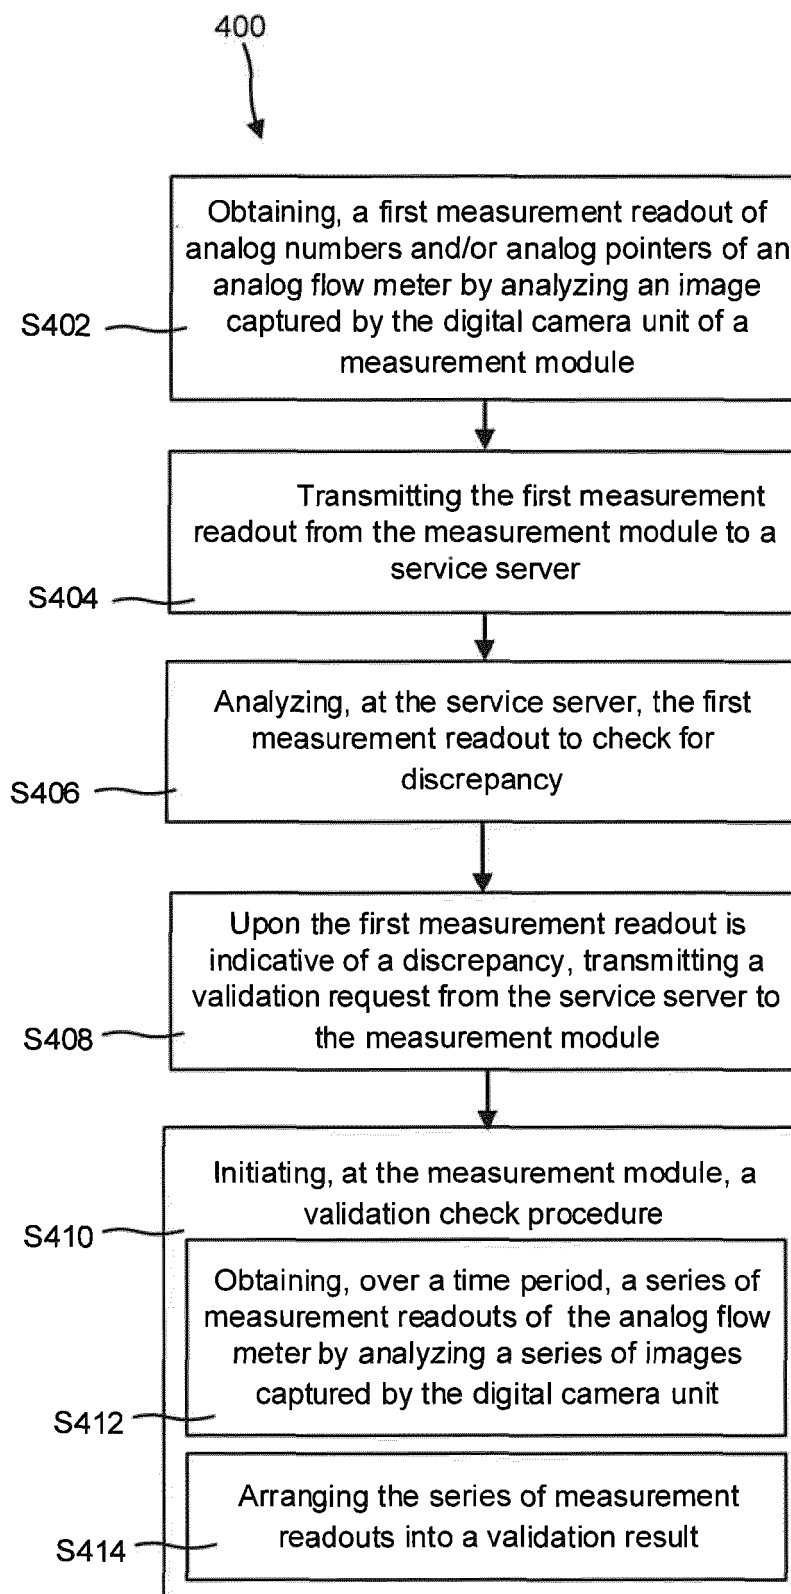 400
Obtaining, a first measurement readout of
analog numbers and/or analog pointers of an
analog flow meter by analyzing an image
captured by the digital camera unit of a
measurement module
S402
Transmitting the first measurement
readout from the measurement module to a
service server
S404
Analyzing, at the service server, the first
measurement readout to check for
discrepancy
S406
Upon the first measurement readout is
indicative of a discrepancy, transmitting a
validation request from the service server to
the measurement module
S408
Initiating, at the measurement module, a
validation check procedure
S410
Obtaining, over a time period, a series of
measurement readouts of the analog flow
meter by analyzing a series of images
captured by the digital camera unit
S412
Arranging the series of measurement
readouts into a validation result
S414